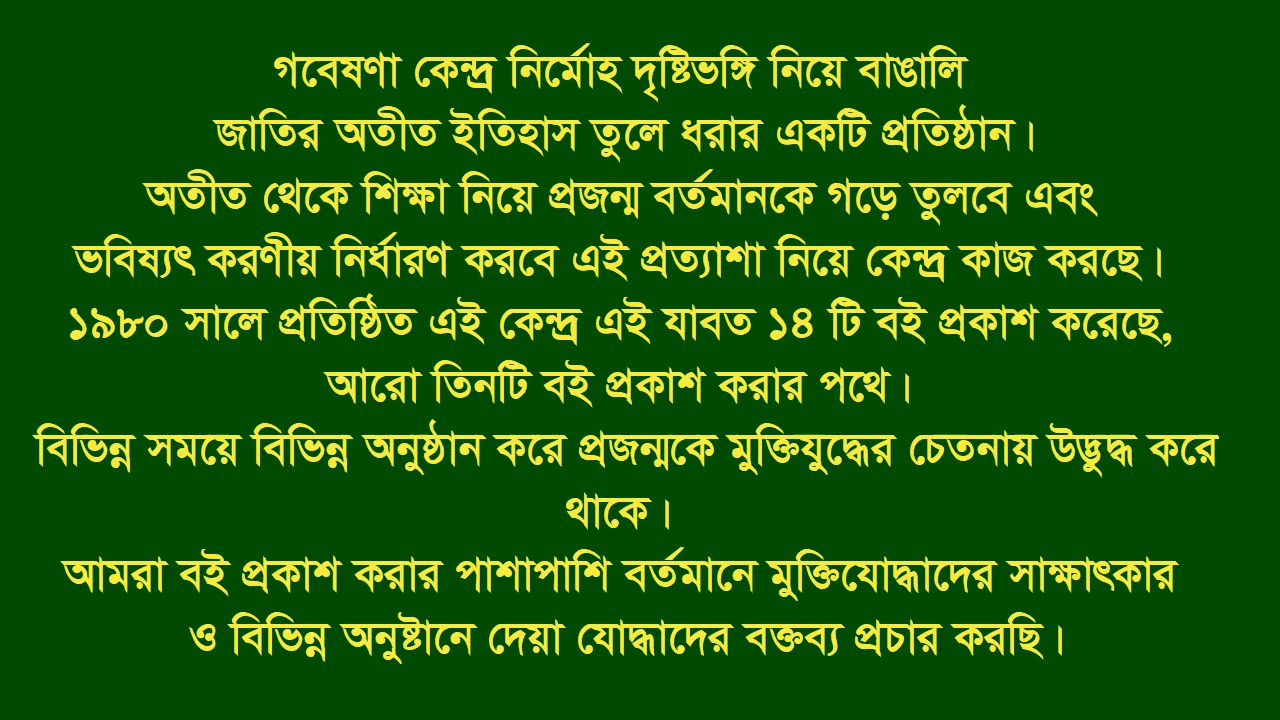 গবেষণা কেন্দ্র নির্মোহ দৃষ্টিভঙ্গি নিয়ে বাঙালি
জাতির অতীত ইতিহাস তুলে ধরার একটি প্রতিষ্ঠান।
অতীত থেকে শিক্ষা নিয়ে প্রজন্ম বর্তমানকে গড়ে তুলবে এবং
ভবিষ্যৎ করণীয় নির্ধারণ করবে এই প্রত্যাশা নিয়ে কেন্দ্র কাজ করছে।
১৯৮০ সালে প্রতিষ্ঠিত এই কেন্দ্র এই যাবত ১৪ টি বই প্রকাশ করেছে,
আরো তিনটি বই প্রকাশ করার পথে।
বিভিন্ন সময়ে বিভিন্ন অনুষ্ঠান করে প্রজন্মকে মুক্তিযুদ্ধের চেতনায় উদ্ভুদ্ধ করে
থাকে।
আমরা বই প্রকাশ করার পাশাপাশি বর্তমানে মুক্তিযোদ্ধাদের সাক্ষাৎকার
ও বিভিন্ন অনুষ্টানে দেয়া যোদ্ধাদের বক্তব্য প্রচার করছি।